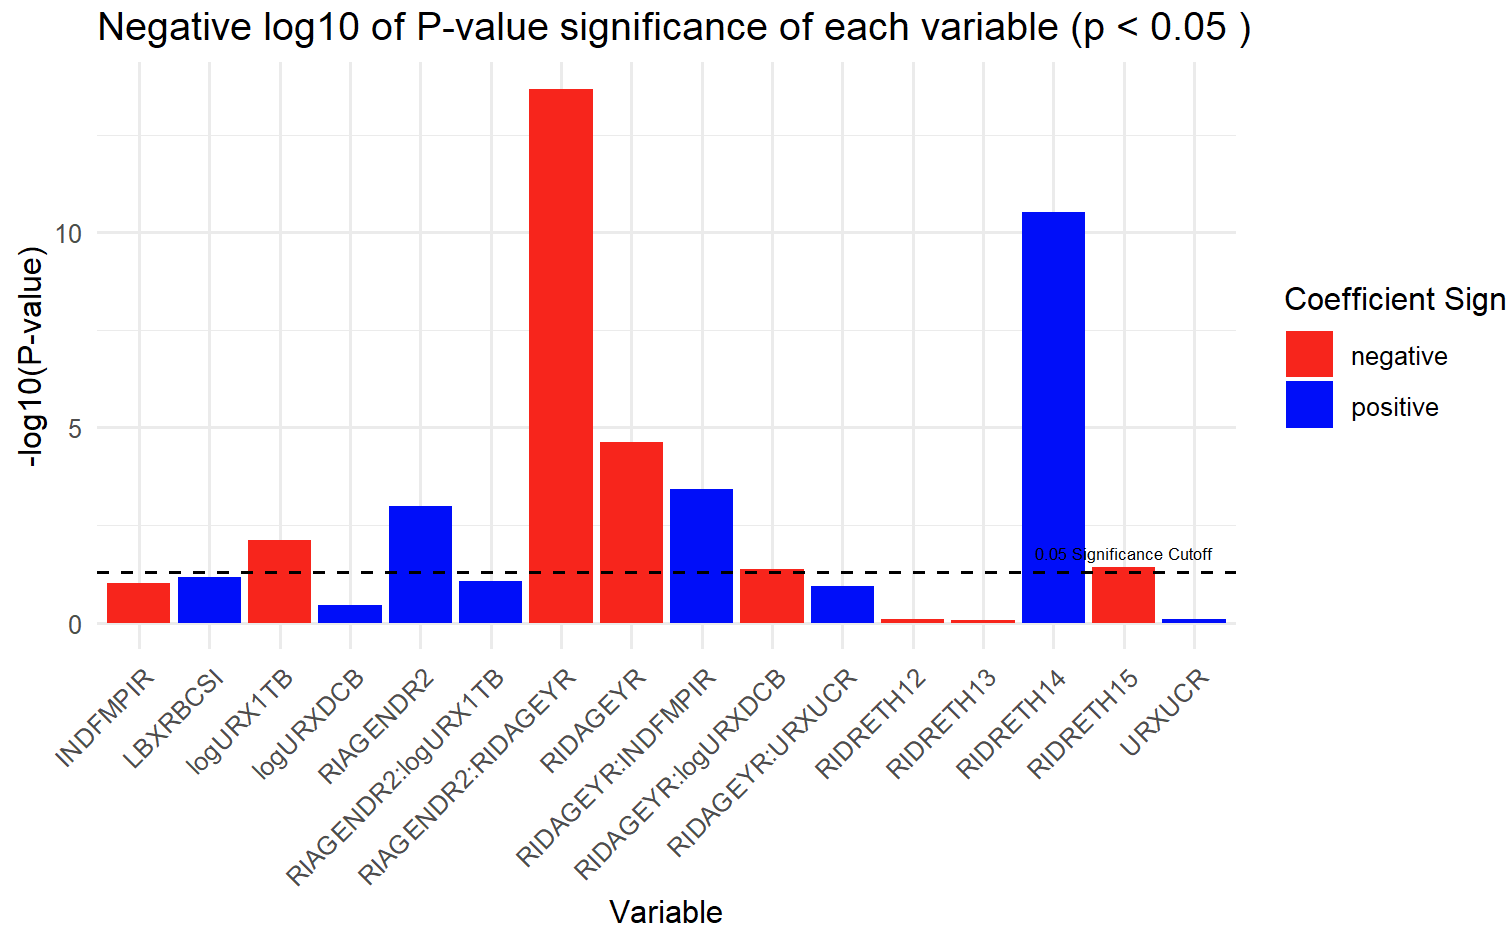 Negative log10 of P-value significance of each variable (p < 0.05 )
-log10(P-value)
10
5
0
0.05 Significance Cutoff
INDFMPIR
LBXRBCSI
logURX1TB
logURXDCB
RIAGENDR2
RIAGENDR2:logURX1TB
RIAGENDR2:RIDAGEYR
RIDAGEYR
RIDAGEYR:INDFMPIR
RIDAGEYR:logURXDCB
RIDAGEYR:URXUCR
RIDRETH12
RIDRETH13
RIDRETH14
RIDRETH15
URXUCR
Variable
Coefficient Sign
negative
positive